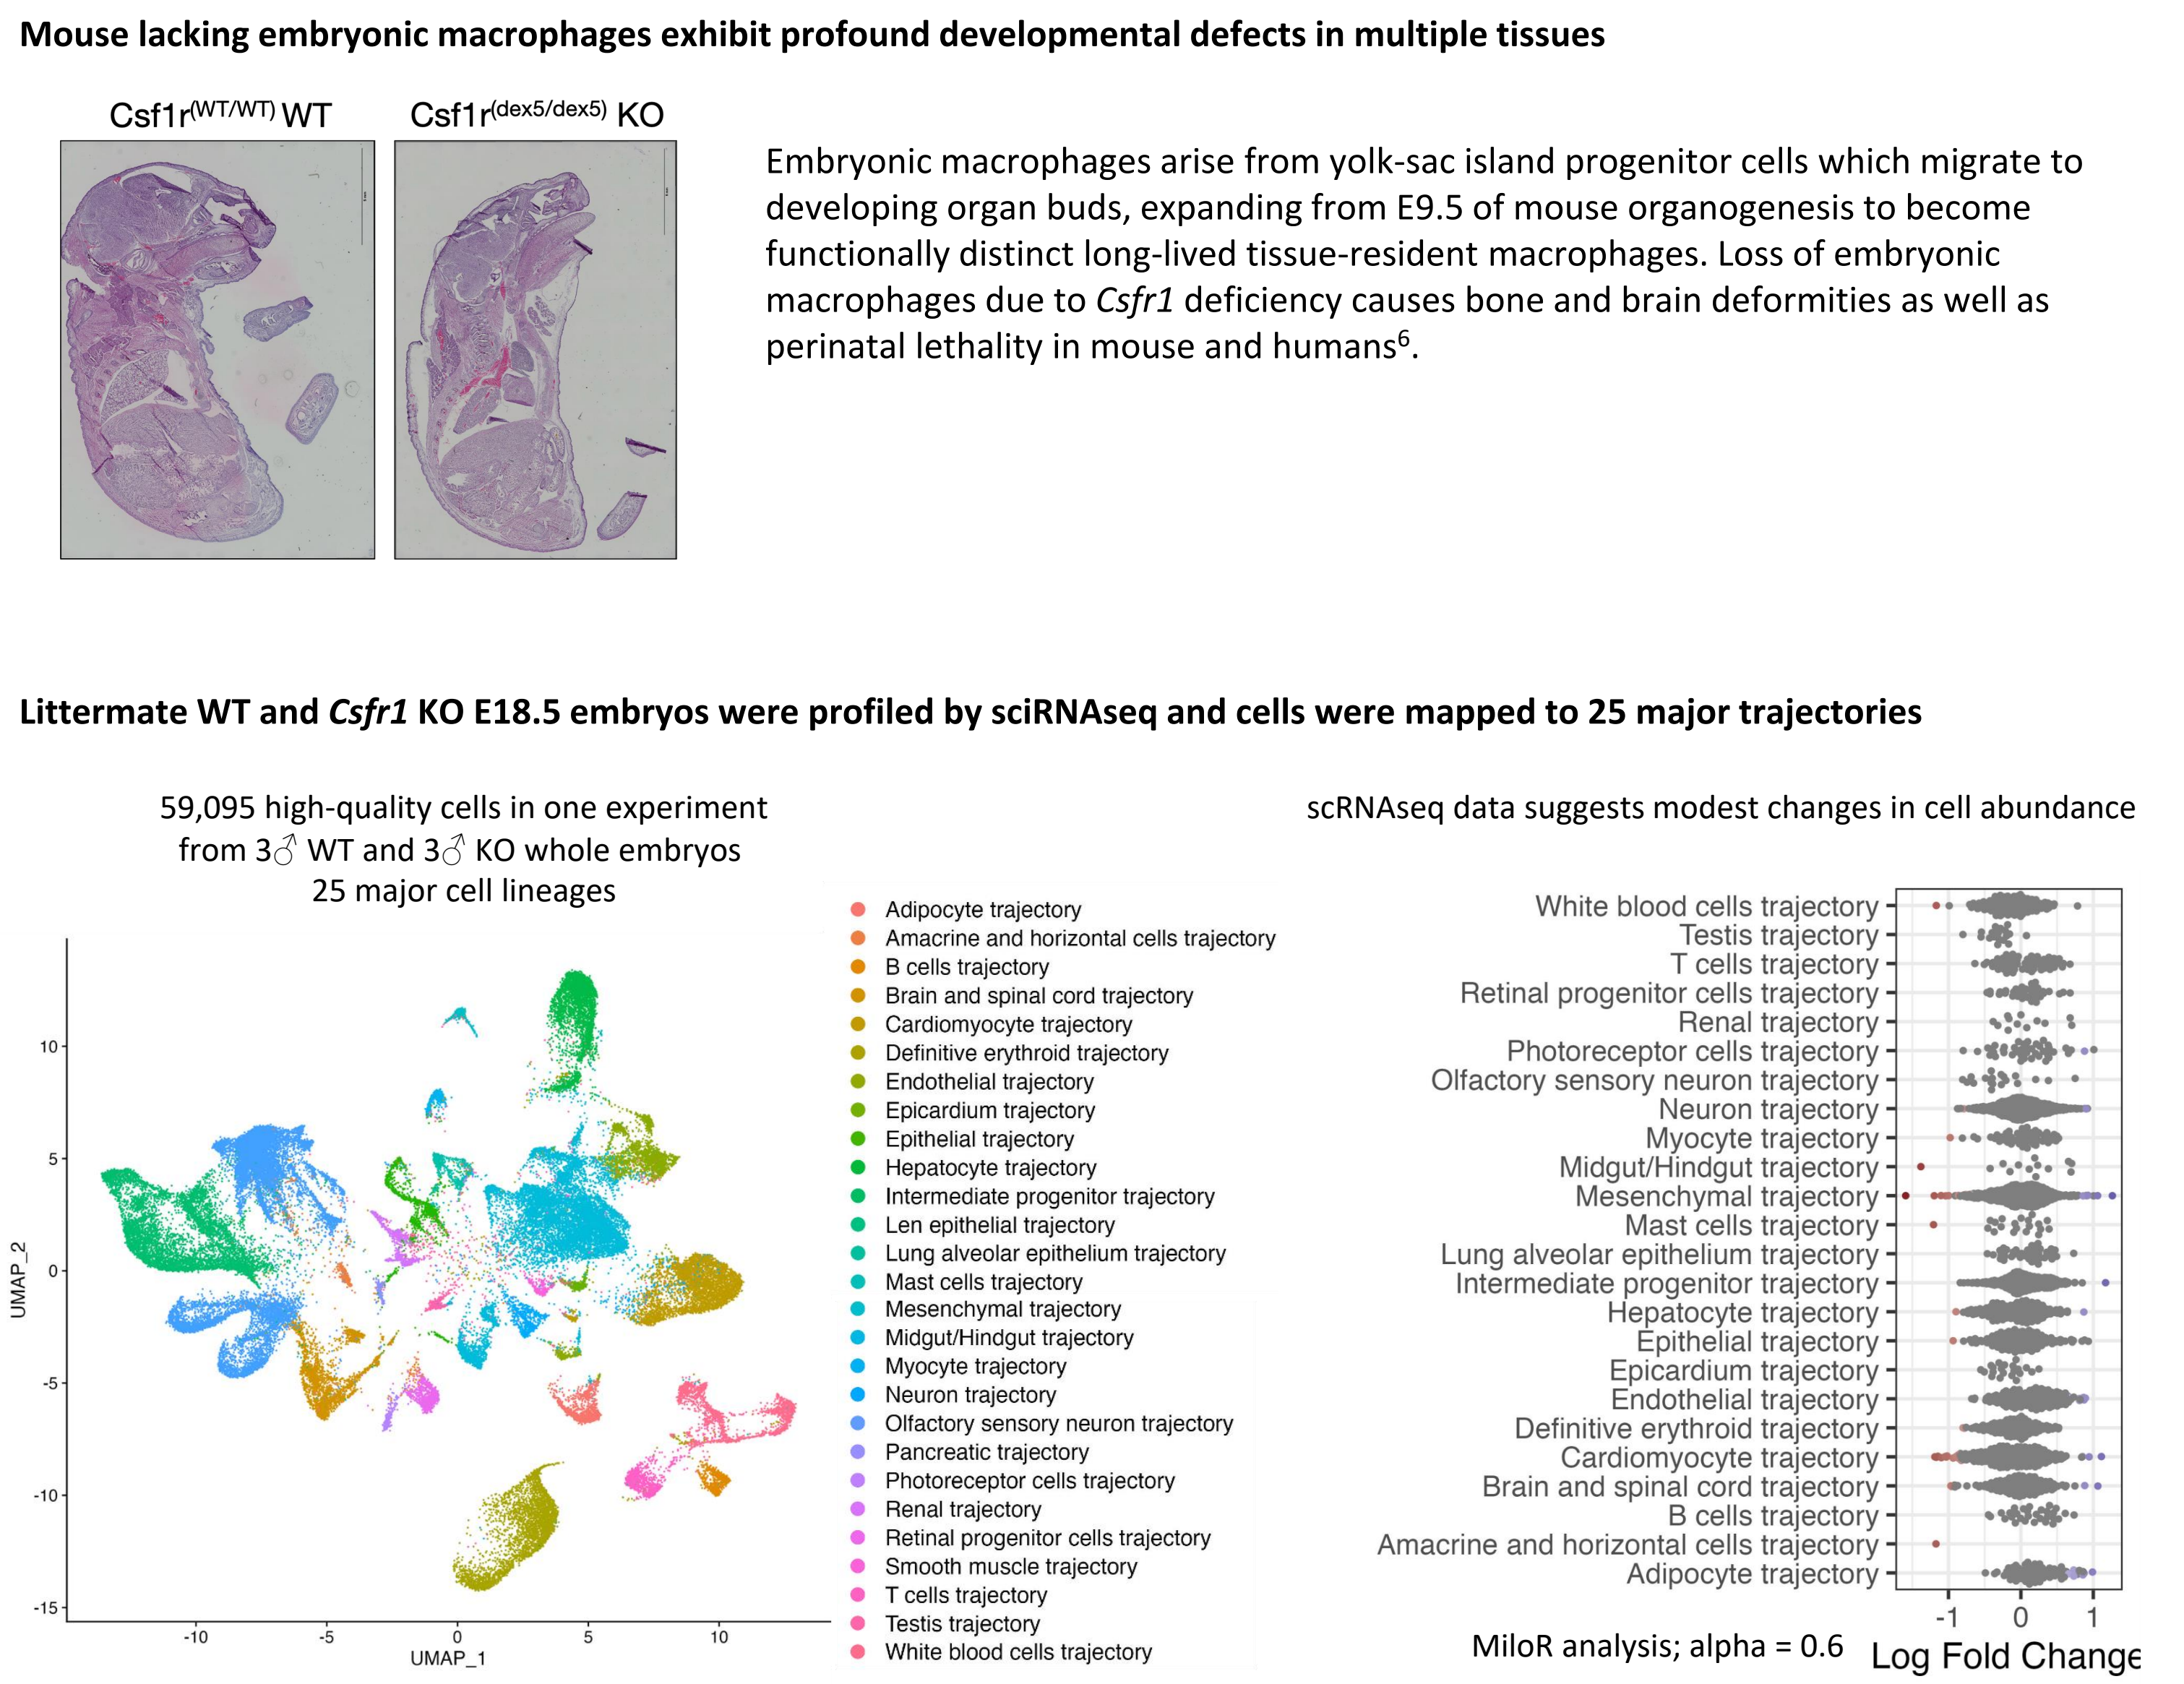 Mouse lacking embryonic macrophages exhibit profound developmental defects in multiple tissues
Csf1r(WT/WT) WT
Csf1r(dex5/dex5) KO
Embryonic macrophages arise from yolk-sac island progenitor cells which migrate to
developing organ buds, expanding from E9.5 of mouse organogenesis to become
functionally distinct long-lived tissue-resident macrophages. Loss of embryonic
macrophages due to Csfr1 deficiency causes bone and brain deformities as well as
perinatal lethality in mouse and humans6.
Littermate WT and Csfr1 KO E18.5 embryos were profiled by sciRNAseq and cells were mapped to 25 major trajectories
59,095 high-quality cells in one experiment
from 3♂ WT and 3♂ KO whole embryos
25 major cell lineages
UMAP_2
10
5
0
-5
-10
-15
-10
-5
0
5
10
UMAP_1
Adipocyte trajectory
Amacrine and horizontal cells trajectory
B cells trajectory
Brain and spinal cord trajectory
Cardiomyocyte trajectory
Definitive erythroid trajectory
Endothelial trajectory
Epicardium trajectory
Epithelial trajectory
Hepatocyte trajectory
Intermediate progenitor trajectory
Len epithelial trajectory
Lung alveolar epithelium trajectory
Mast cells trajectory
Mesenchymal trajectory
Midgut/Hindgut trajectory
Myocyte trajectory
Neuron trajectory
Olfactory sensory neuron trajectory
Pancreatic trajectory
Photoreceptor cells trajectory
Renal trajectory
Retinal progenitor cells trajectory
Smooth muscle trajectory
T cells trajectory
Testis trajectory
White blood cells trajectory
scRNAseq data suggests modest changes in cell abundance
White blood cells trajectory
Testis trajectory
T cells trajectory
Retinal progenitor cells trajectory
Renal trajectory
Photoreceptor cells trajectory
Olfactory sensory neuron trajectory
Neuron trajectory
Myocyte trajectory
Midgut/Hindgut trajectory
Mesenchymal trajectory
Mast cells trajectory
Lung alveolar epithelium trajectory
Intermediate progenitor trajectory
Hepatocyte trajectory
Epithelial trajectory
Epicardium trajectory
Endothelial trajectory
Definitive erythroid trajectory
Cardiomyocyte trajectory
Brain and spinal cord trajectory
B cells trajectory
Amacrine and horizontal cells trajectory
Adipocyte trajectory
-1
0
1
MiloR analysis; alpha = 0.6
Log Fold Change